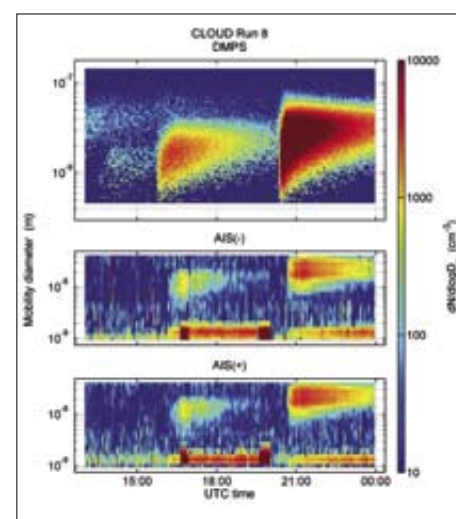 CLOUD Run 8
DMPS
10⁻⁷
10⁻⁸
AIS(-)
10⁻⁸
10⁻⁹
AIS(+)
10⁻⁸
10⁻⁹
15:00
18:00
21:00
00:00
UTC time
Mobility diameter (m)
10000
1000
100
10
dN/dlogDₚ (cm⁻³)